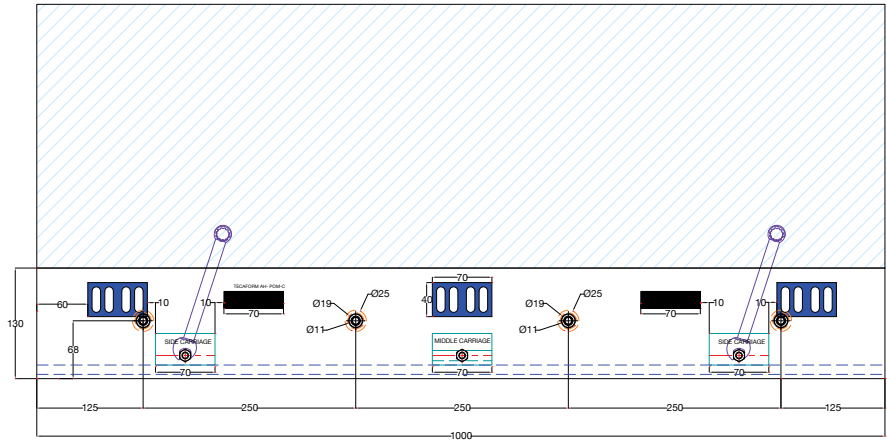 TECAFORM AH- POM-C
70
Ø19
Ø25
Ø19
Ø25
60
10
10
70
40
70
10
10
130
Ø11
Ø11
68
SIDE CARRIAGE
MIDDLE CARRIAGE
SIDE CARRIAGE
70
70
70
125
250
250
250
125
1000